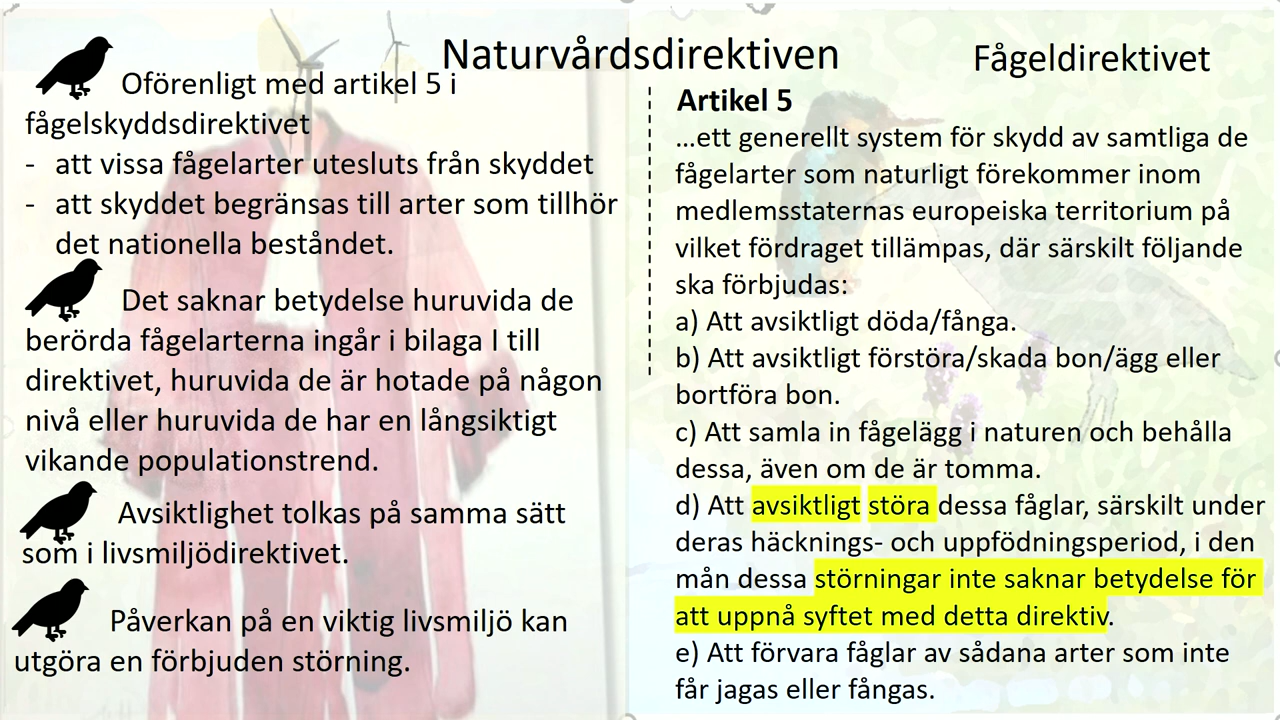 Naturvårdsdirektiven
Fågeldirektivet
Oförenligt med artikel 5 i
fågelskyddsdirektivet
- att vissa fågelarter utesluts från skyddet
- att skyddet begränsas till arter som tillhör
det nationella beståndet.
Det saknar betydelse huruvida de
berörda fågelarterna ingår i bilaga I till
direktivet, huruvida de är hotade på någon
nivå eller huruvida de har en långsiktigt
vikande populationstrend.
Avsiktlighet tolkas på samma sätt
som i livsmiljödirektivet.
Påverkan på en viktig livsmiljö kan
utgöra en förbjuden störning.
Artikel 5
…ett generellt system för skydd av samtliga de
fågelarter som naturligt förekommer inom
medlemsstaternas europeiska territorium på
vilket fördraget tillämpas, där särskilt följande
ska förbjudas:
a) Att avsiktligt döda/fånga.
b) Att avsiktligt förstöra/skada bon/ägg eller
bortföra bon.
c) Att samla in fågelägg i naturen och behålla
dessa, även om de är tomma.
d) Att avsiktligt störa dessa fåglar, särskilt under
deras häcknings- och uppfödningsperiod, i den
mån dessa störningar inte saknar betydelse för
att uppnå syftet med detta direktiv.
e) Att förvara fåglar av sådana arter som inte
får jagas eller fångas.